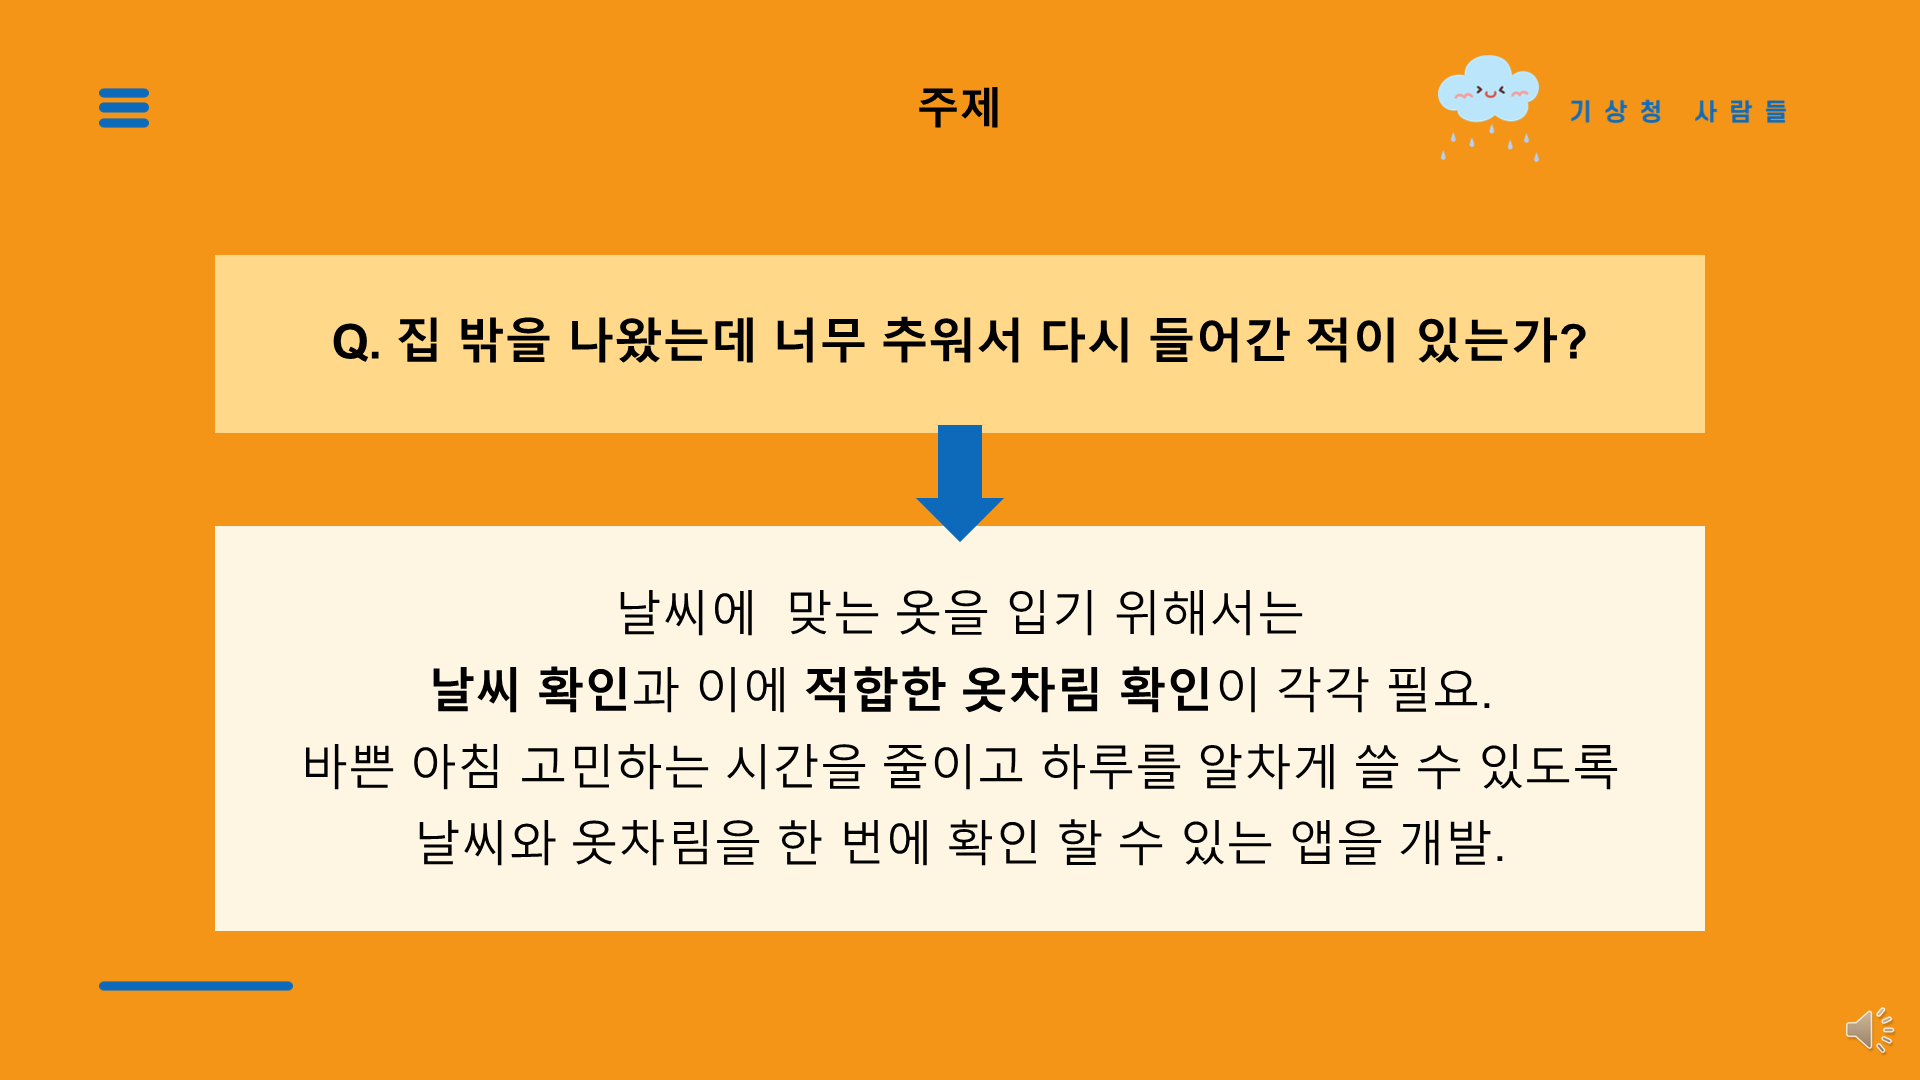 주제
기상청 사람들
Q. 집 밖을 나왔는데 너무 추워서 다시 들어간 적이 있는가?
날씨에 맞는 옷을 입기 위해서는
날씨 확인과 이에 적합한 옷차림 확인이 각각 필요.
바쁜 아침 고민하는 시간을 줄이고 하루를 알차게 쓸 수 있도록
날씨와 옷차림을 한 번에 확인 할 수 있는 앱을 개발.